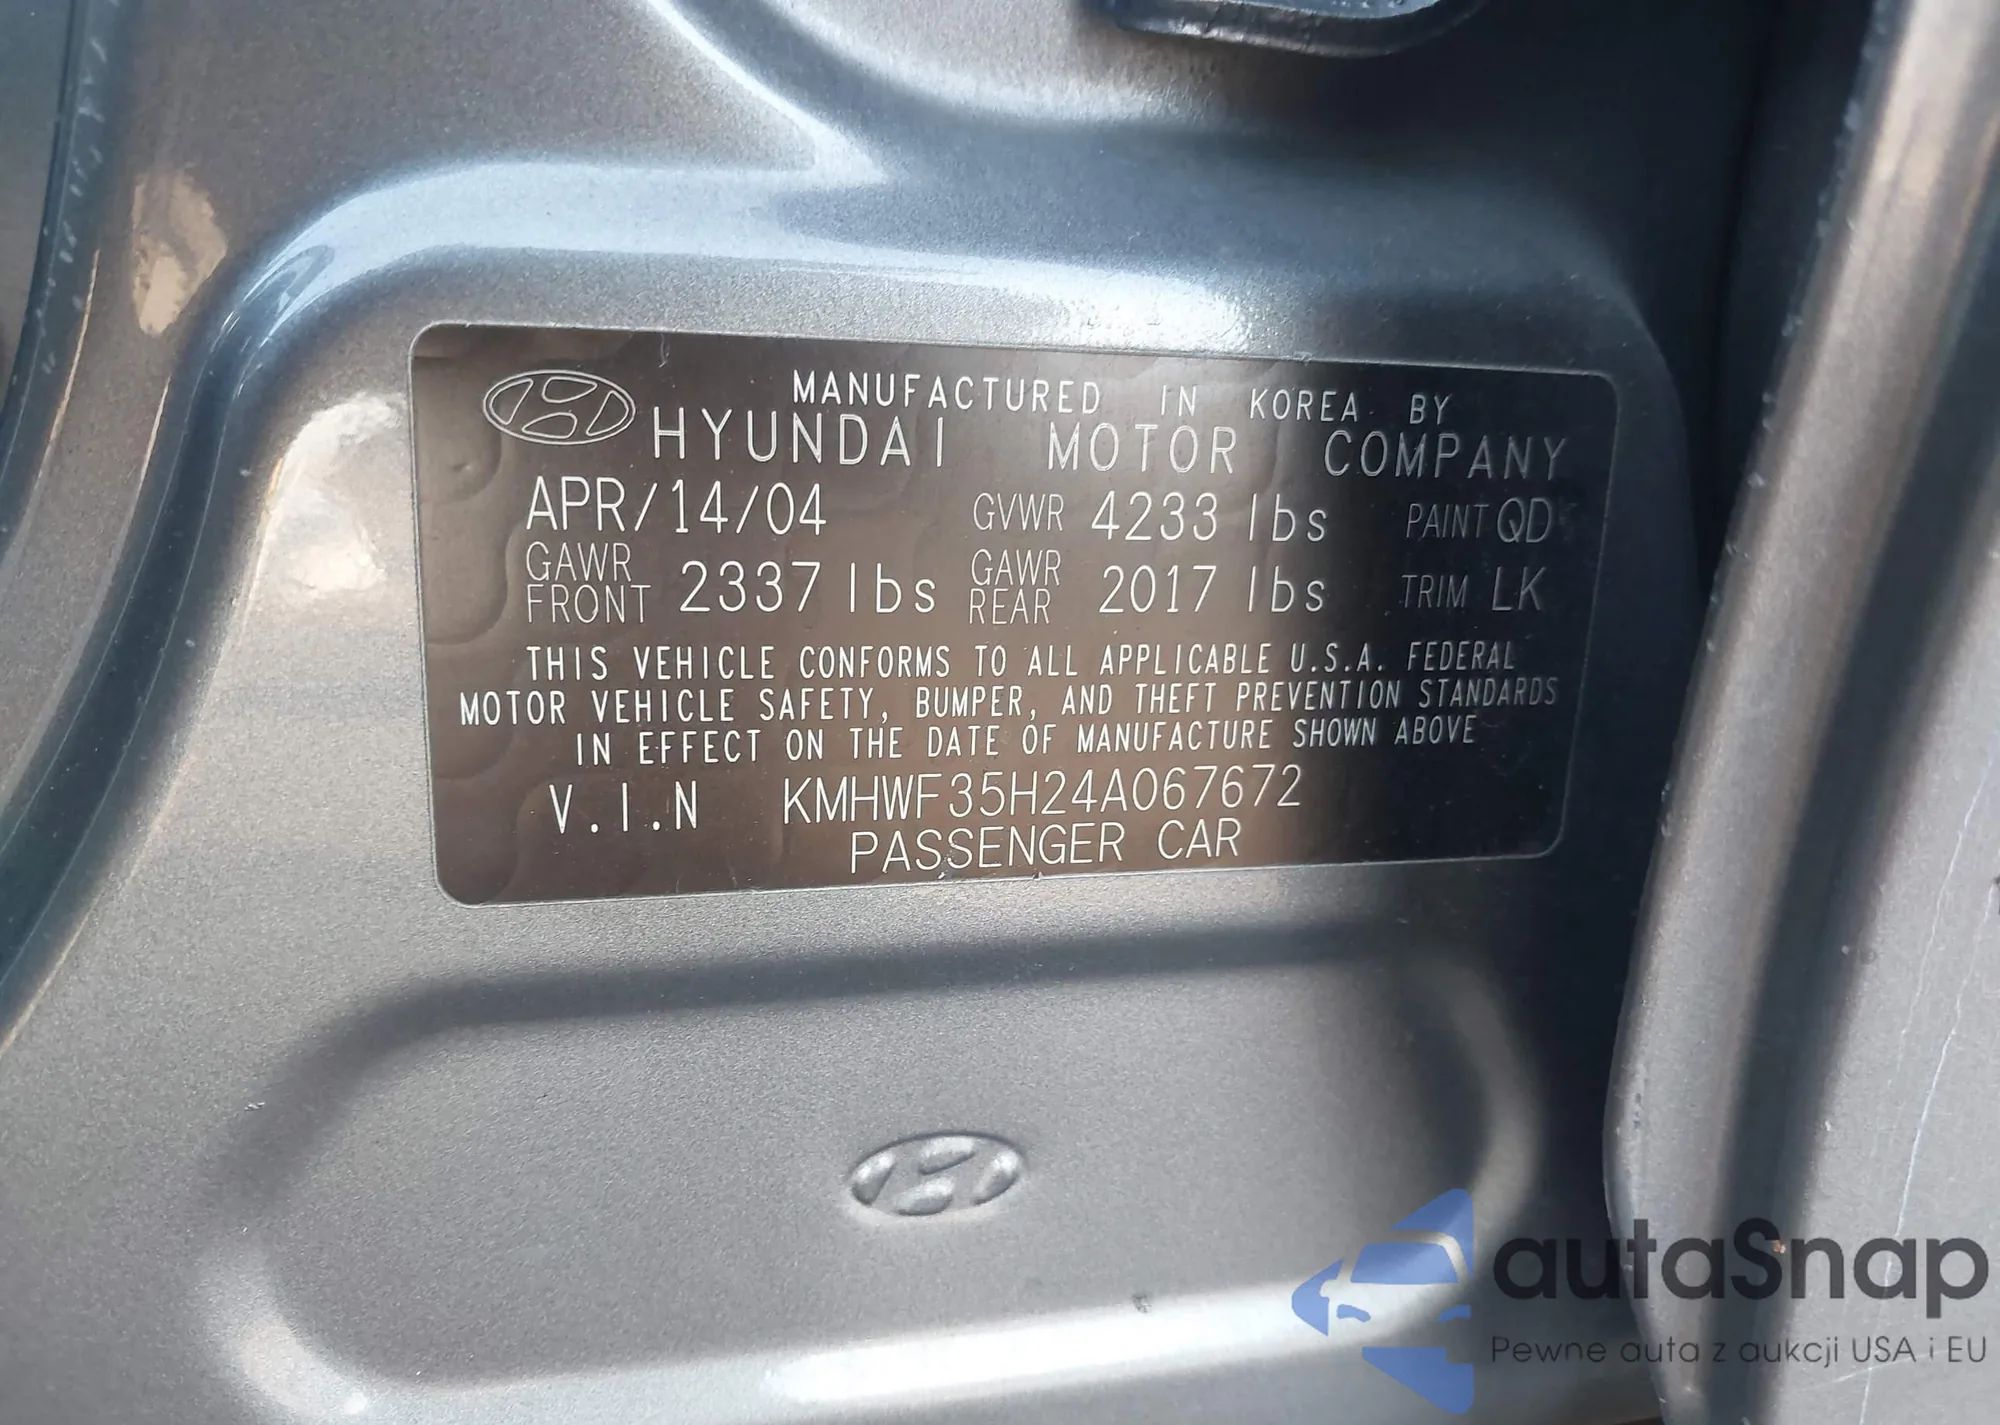 MANUFACTURED IN KOREA BY
HYUNDAI MOTOR COMPANY
APR/14/04 GVWR 4233 lbs PAINT QD
GAWR FRONT 2337 lbs GAWR REAR 2017 lbs TRIM LK
THIS VEHICLE CONFORMS TO ALL APPLICABLE U.S.A. FEDERAL
MOTOR VEHICLE SAFETY, BUMPER, AND THEFT PREVENTION STANDARDS
IN EFFECT ON THE DATE OF MANUFACTURE SHOWN ABOVE
V.I.N KMHWF35H24A067672
PASSENGER CAR
autaSnap
Pewne auta z aukcji USA i EU